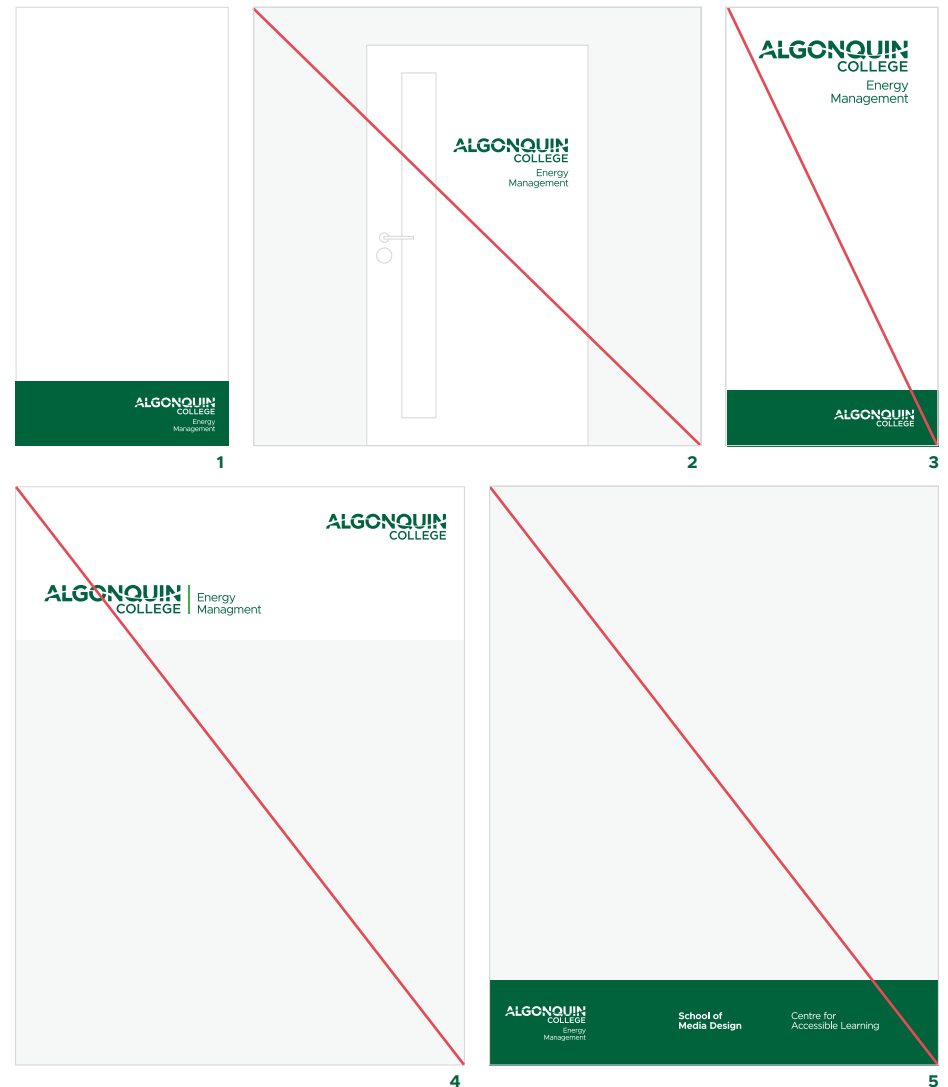 ALGONQUIN
COLLEGE
Energy
Management
1
ALGONQUIN
COLLEGE
Energy
Management
2
ALGONQUIN
COLLEGE
Energy
Management
ALGONQUIN
COLLEGE
3
ALGONQUIN
COLLEGE
ALGONQUIN
COLLEGE
Energy
Managment
4
ALGONQUIN
COLLEGE
Energy
Management
School of
Media Design
Centre for
Accessible Learning
5